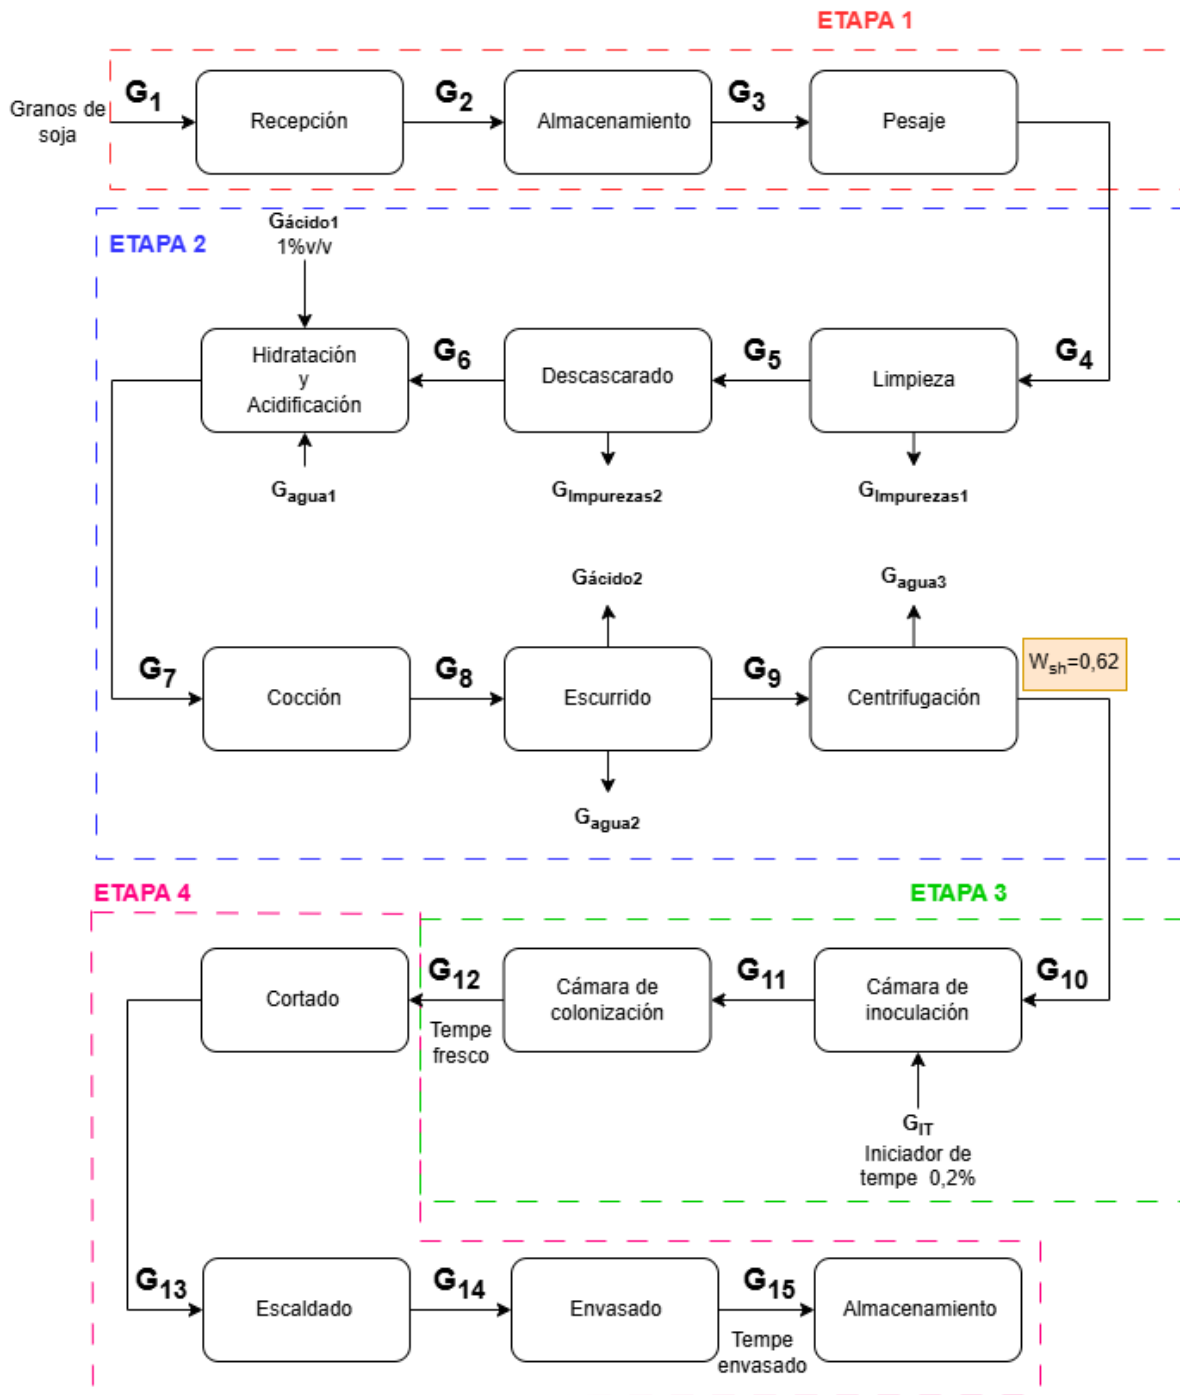 ETAPA 1
G1
G2
G3
Granos de
soja
Recepción
Almacenamiento
Pesaje
ETAPA 2
Gácido1
1%v/v
Hidratación
y
Acidificación
G6
Descascarado
G5
Limpieza
G4
Gagua1
GImpurezas2
GImpurezas1
Gácido2
Gagua3
Wsh=0,62
G7
Cocción
G8
Escurrido
G9
Centrifugación
Gagua2
ETAPA 4
ETAPA 3
Cortado
G12
Tempe
fresco
Cámara de
colonización
G11
Cámara de
inoculación
G10
GIT
Iniciador de
tempe 0,2%
G13
Escaldado
G14
Envasado
G15
Tempe
envasado
Almacenamiento